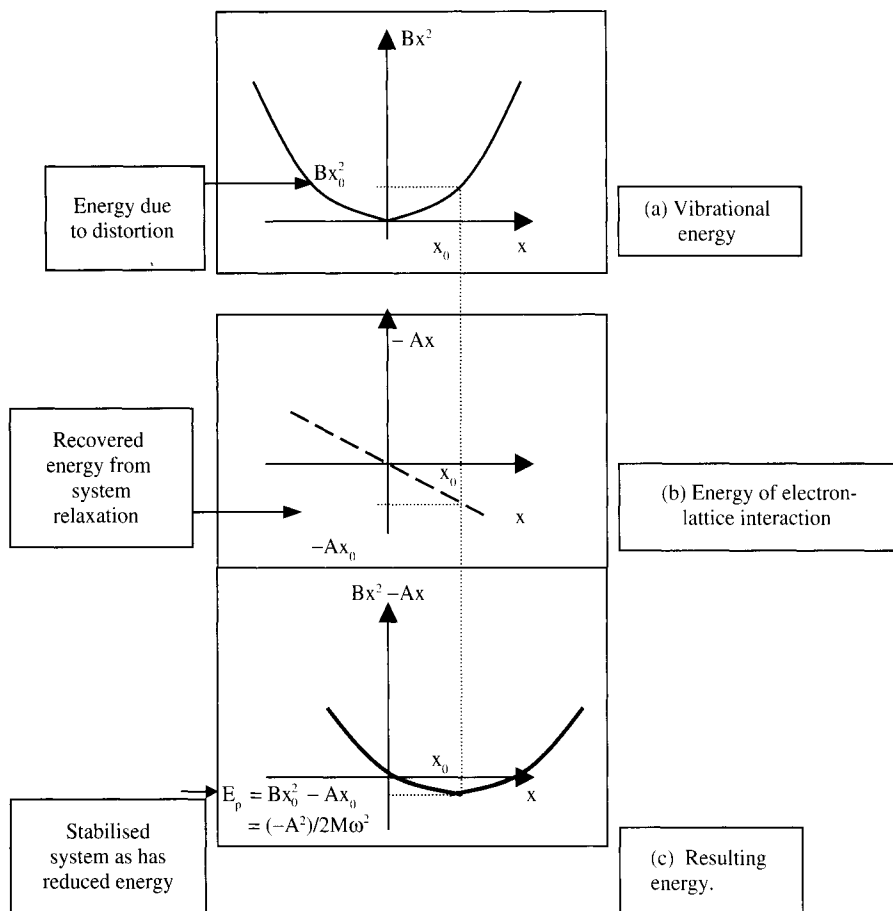 Bx²
Bx₀²
Energy due
to distortion
x₀
x
(a) Vibrational
energy
– Ax
Recovered
energy from
system
relaxation
x₀
x
–Ax₀
(b) Energy of electron-
lattice interaction
Bx² –Ax
x₀
x
Eₚ = Bx₀² – Ax₀
= (–A²)/2Mω²
Stabilised
system as has
reduced energy
(c) Resulting
energy.